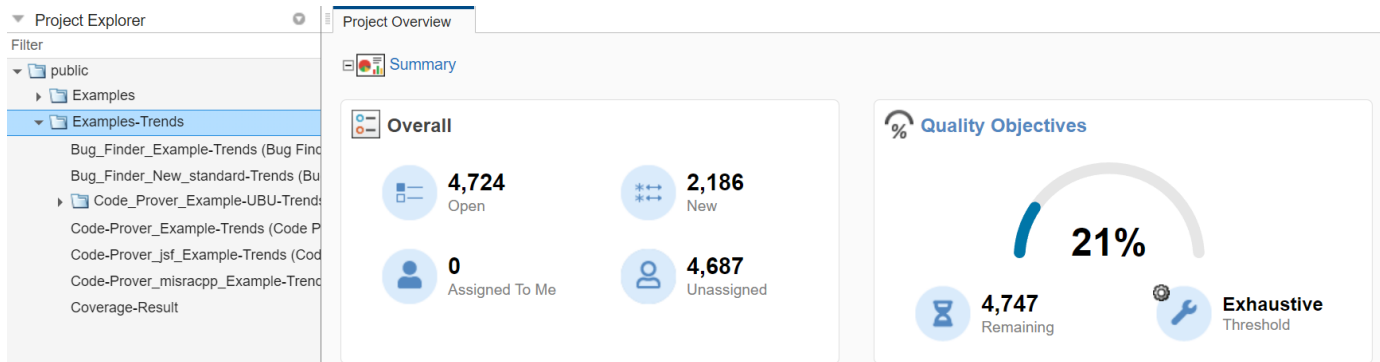 Project Explorer
Filter
public
Examples
Examples-Trends
Bug_Finder_Example-Trends (Bug Finc
Bug_Finder_New_standard-Trends (Bu
Code_Prover_Example-UBU-Trends
Code-Prover_Example-Trends (Code P
Code-Prover_jsf_Example-Trends (Cod
Code-Prover_misracpp_Example-Trenc
Coverage-Result
Project Overview
Summary
Overall
4,724
Open
2,186
New
0
Assigned To Me
4,687
Unassigned
% Quality Objectives
21%
4,747
Remaining
Exhaustive
Threshold